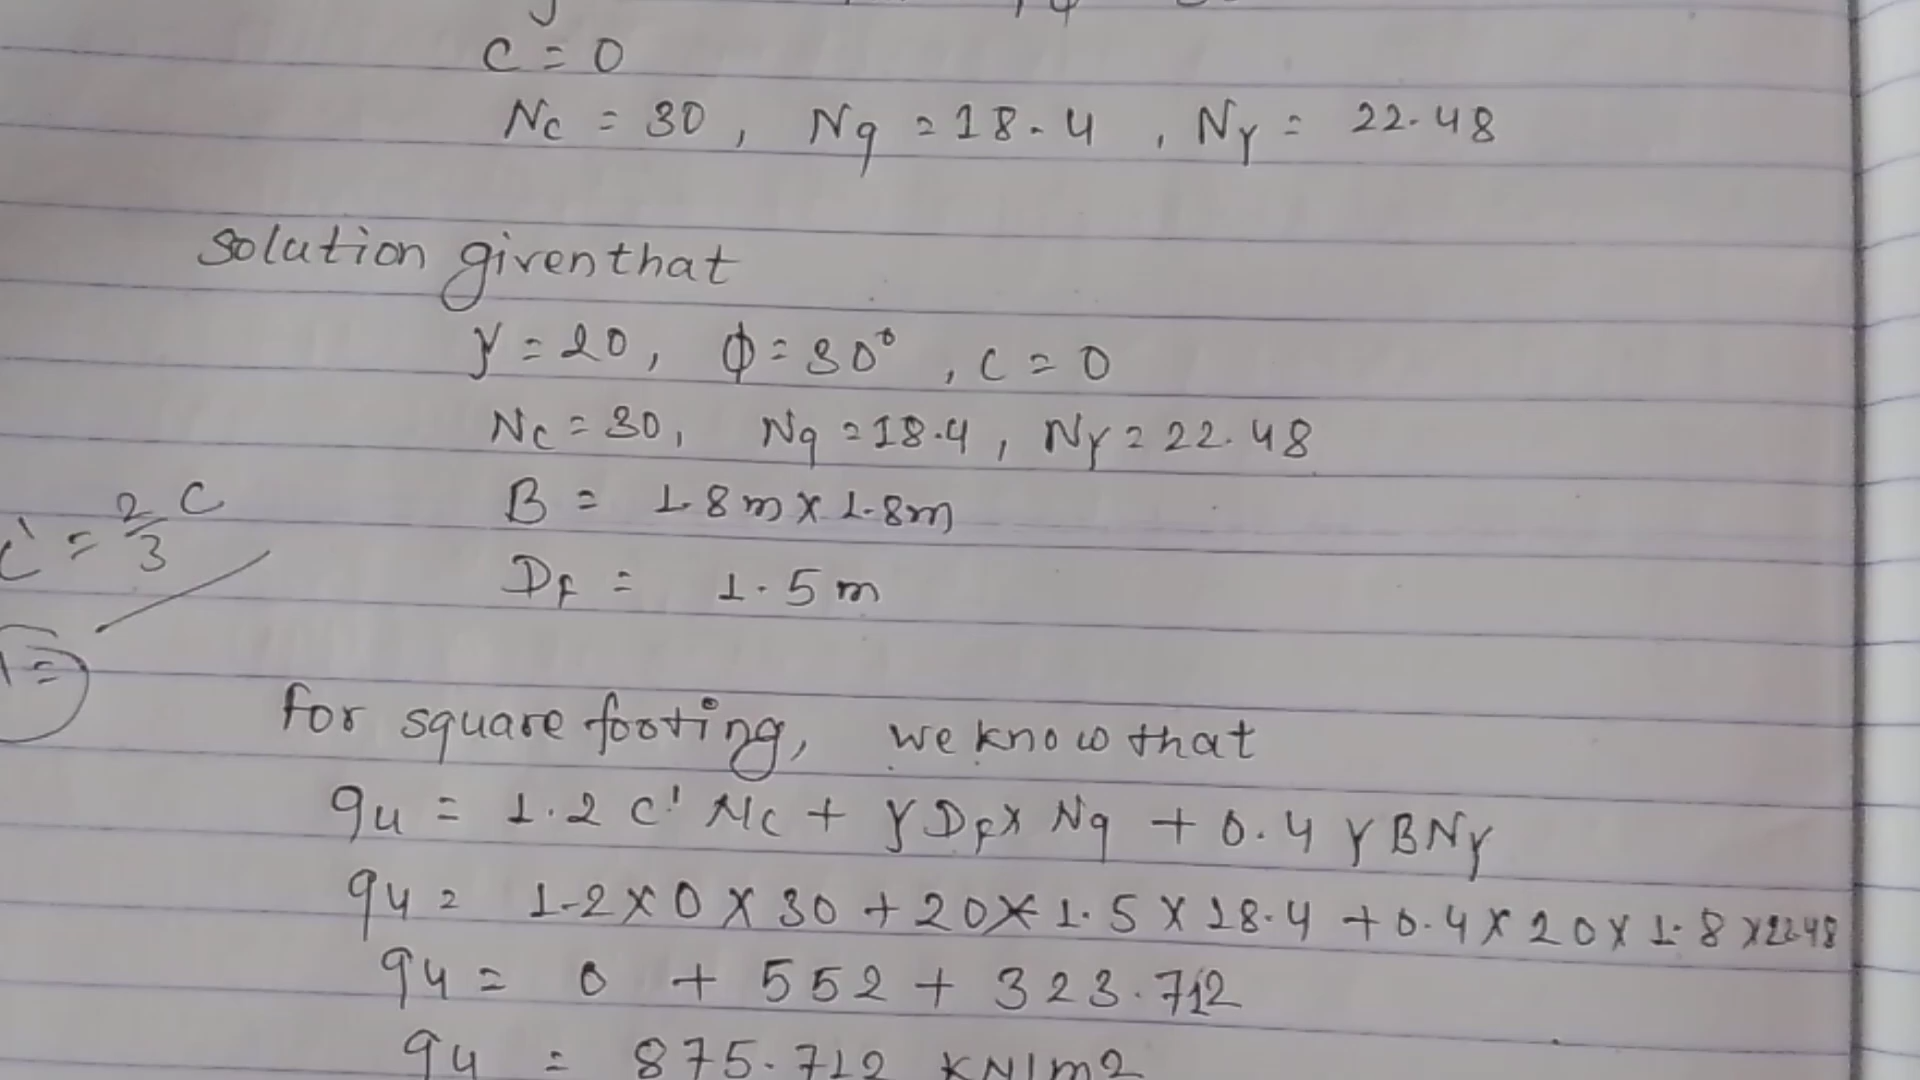 C = 0
Nc = 30, Nq = 18.4, Nγ = 22.48
solution given that
γ = 20, ϕ = 30°, C = 0
Nc = 30, Nq = 18.4, Nγ = 22.48
B = 1.8m x 1.8m
c' = 2/3 C
Df = 1.5m
for square footing, we know that
qu = 1.2 C' Nc + γDf x Nq + 0.4 γBNγ
qu = 1.2 x 0 x 30 + 20 x 1.5 x 18.4 + 0.4 x 20 x 1.8 x 22.48
qu = 0 + 552 + 323.712
qu = 875.712 KN/m2